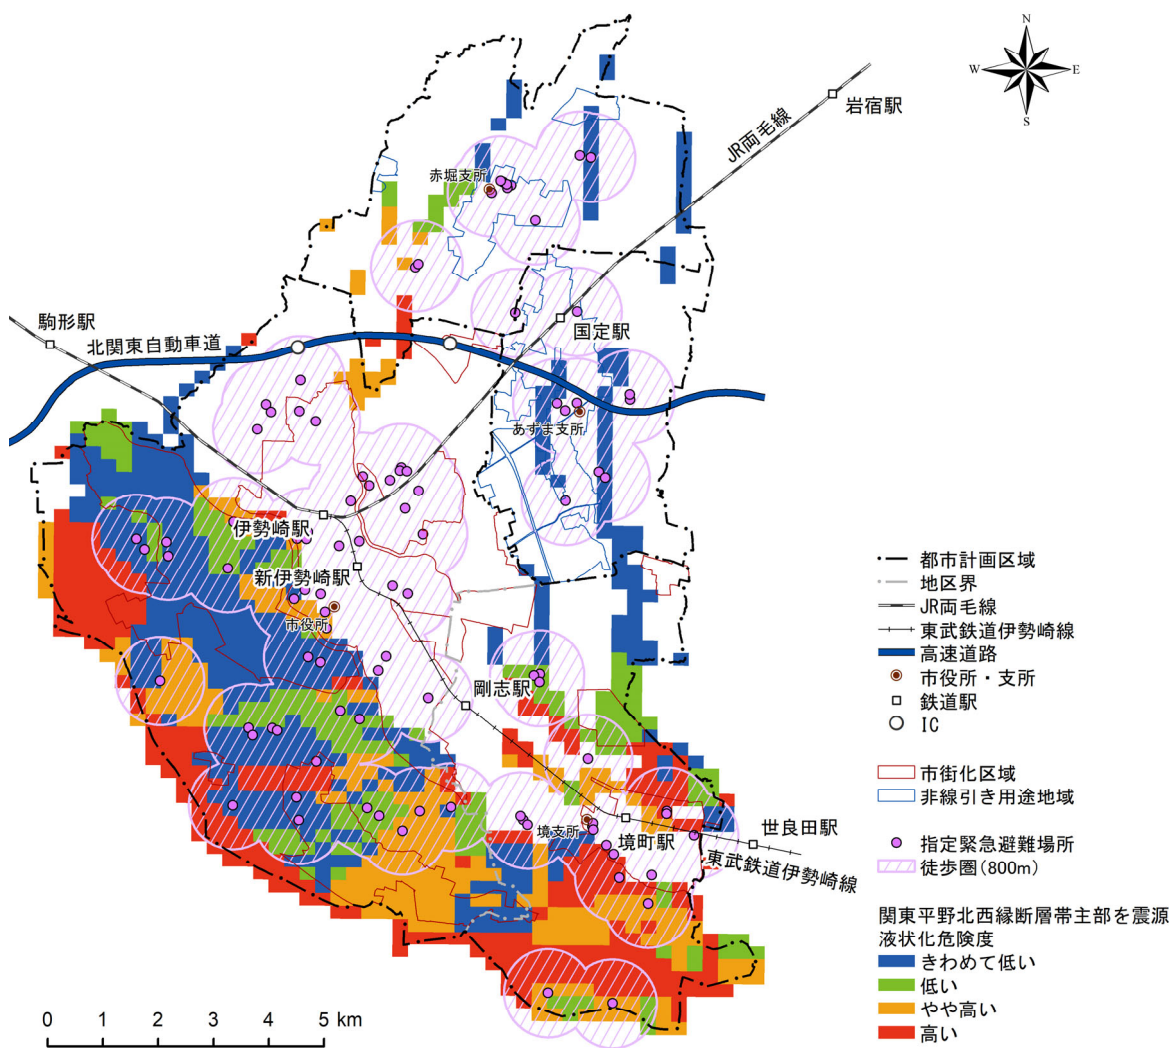 N
W
E
S
岩宿駅
JR両毛線
赤堀支所
国定駅
駒形駅
北関東自動車道
あずま支所
伊勢崎駅
新伊勢崎駅
市役所
剛志駅
境支所
境町駅
世良田駅
東武鉄道伊勢崎線
都市計画区域
地区界
JR両毛線
東武鉄道伊勢崎線
高速道路
市役所・支所
鉄道駅
IC
市街化区域
非線引き用途地域
指定緊急避難場所
徒歩圏(800m)
関東平野北西縁断層帯主部を震源
液状化危険度
きわめて低い
低い
やや高い
高い
0 1 2 3 4 5 km